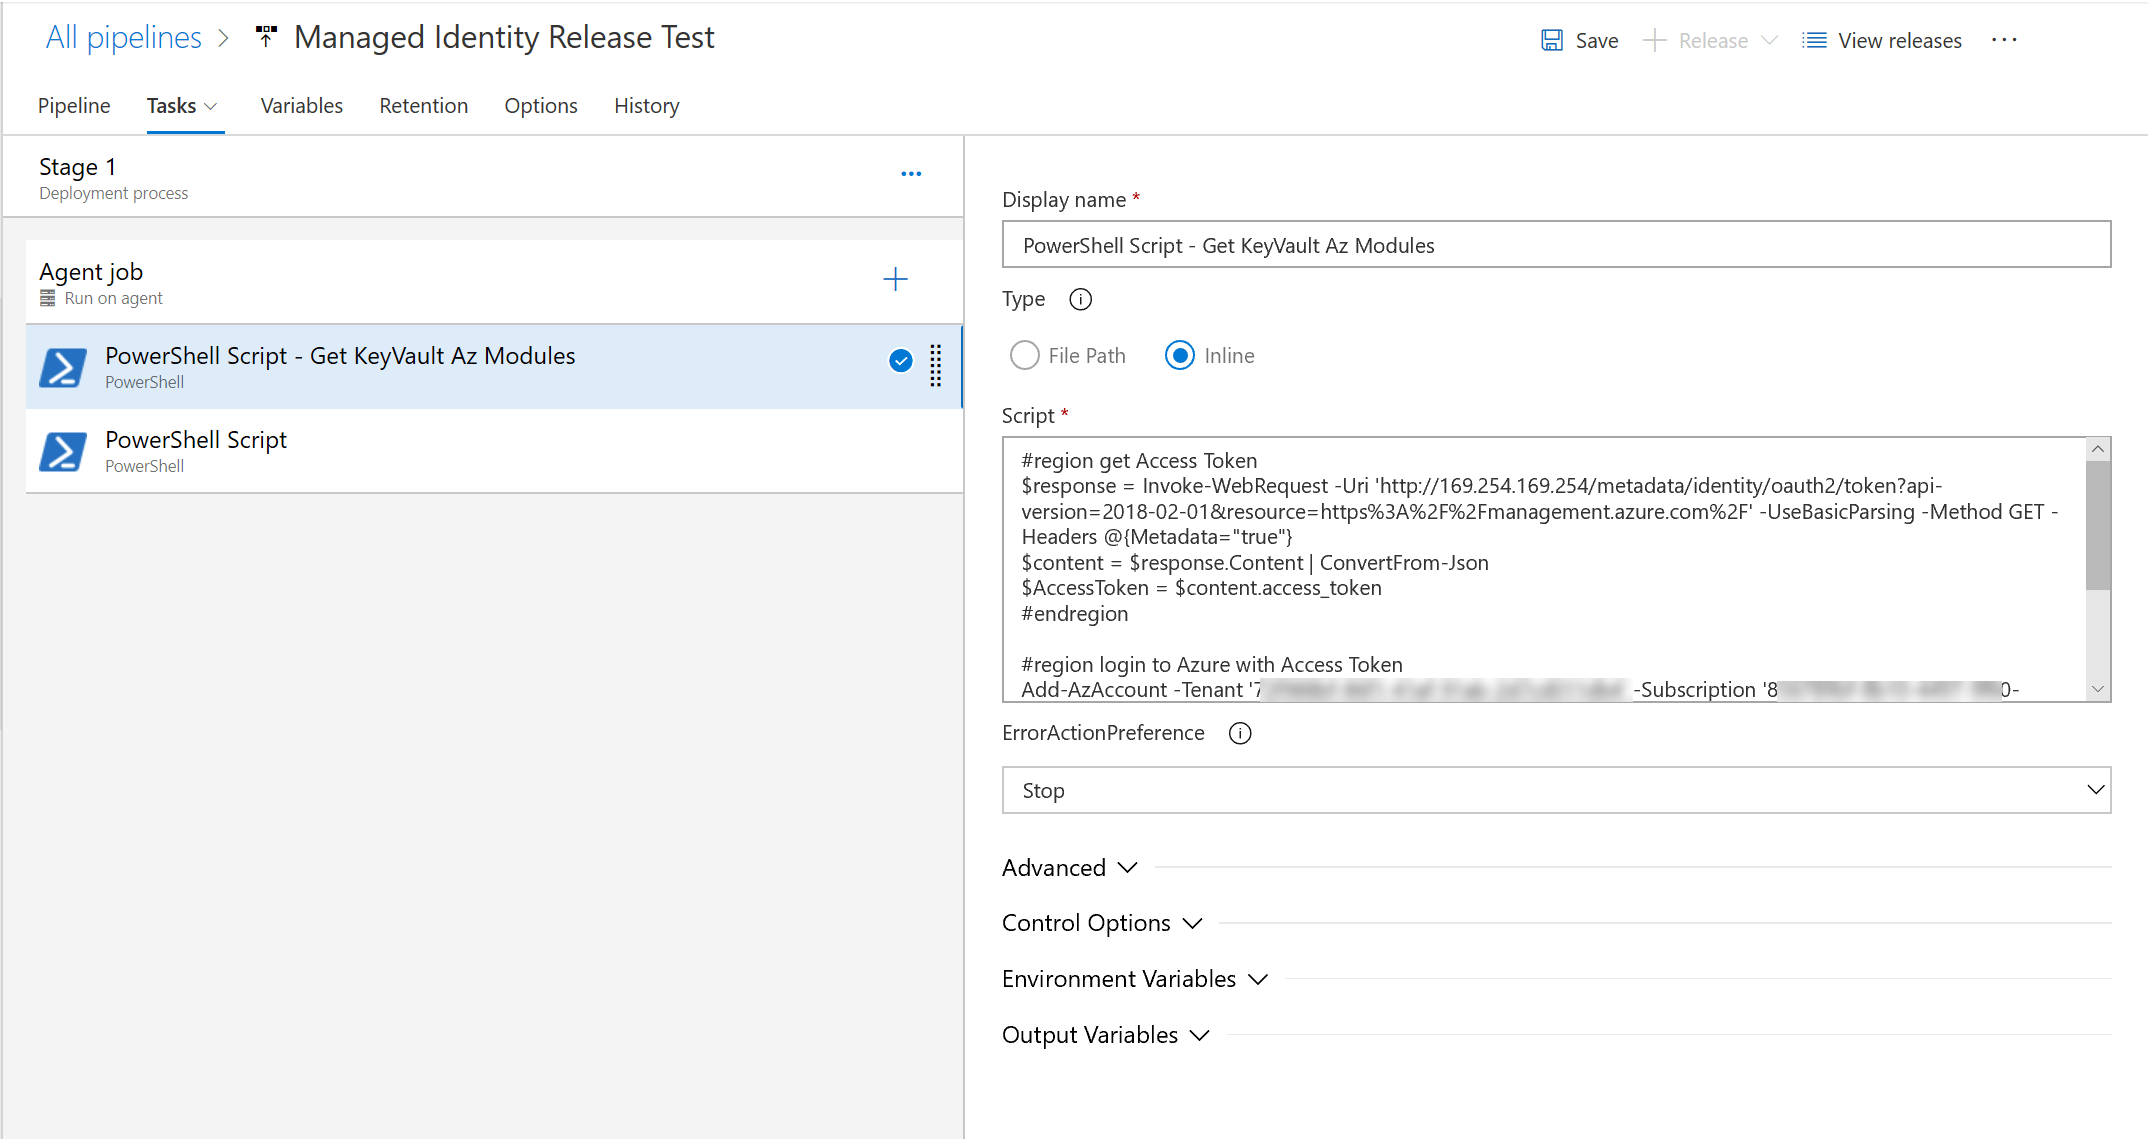 All pipelines > Managed Identity Release Test
Save
Release
View releases
Pipeline
Tasks
Variables
Retention
Options
History
Stage 1
Deployment process
Agent job
Run on agent
PowerShell Script - Get KeyVault Az Modules
PowerShell
PowerShell Script
PowerShell
Display name *
PowerShell Script - Get KeyVault Az Modules
Type
File Path
Inline
Script *
#region get Access Token
$response = Invoke-WebRequest -Uri 'http://169.254.169.254/metadata/identity/oauth2/token?api-
version=2018-02-01&resource=https%3A%2F%2Fmanagement.azure.com%2F' -UseBasicParsing -Method GET -
Headers @{Metadata="true"}
$content = $response.Content | ConvertFrom-Json
$AccessToken = $content.access_token
#endregion
#region login to Azure with Access Token
Add-AzAccount -Tenant '7 -Subscription '8 0-
ErrorActionPreference
Stop
Advanced
Control Options
Environment Variables
Output Variables